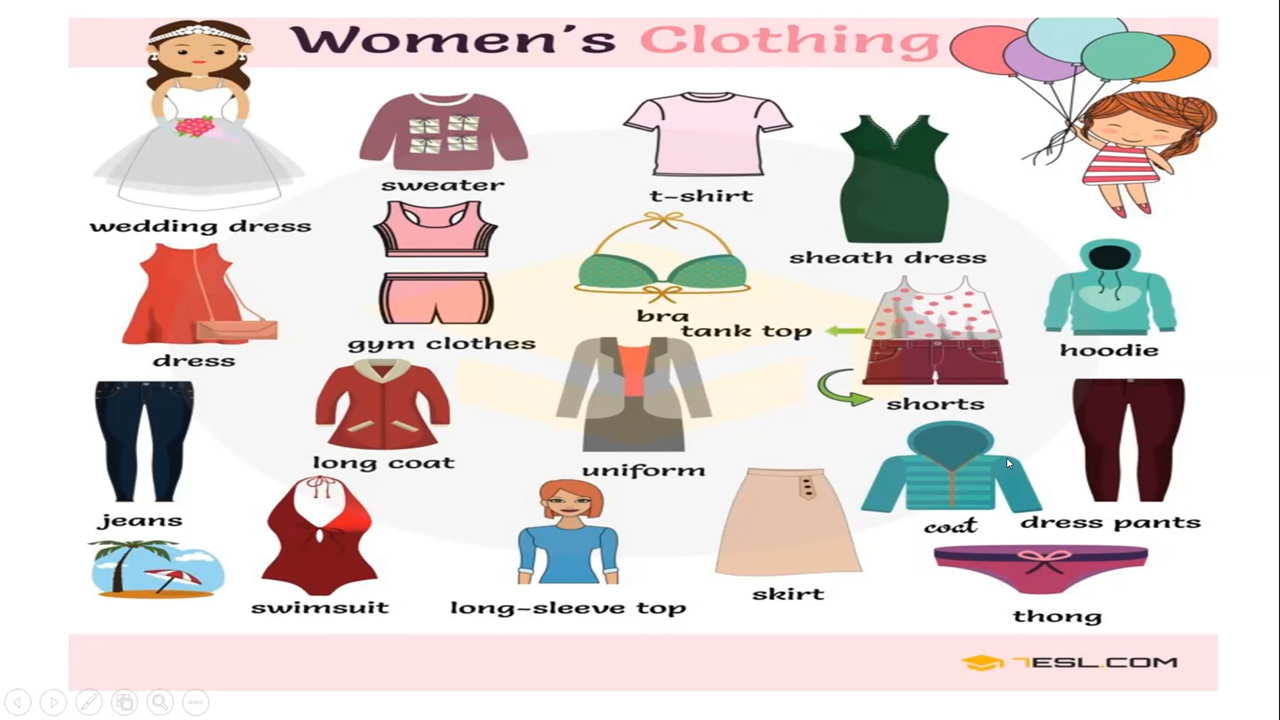 Women's Clothing
sweater
t-shirt
wedding dress
sheath dress
bra
tank top
gym clothes
hoodie
dress
shorts
long coat
uniform
jeans
coat
dress pants
swimsuit
long-sleeve top
skirt
thong
7ESL.COM